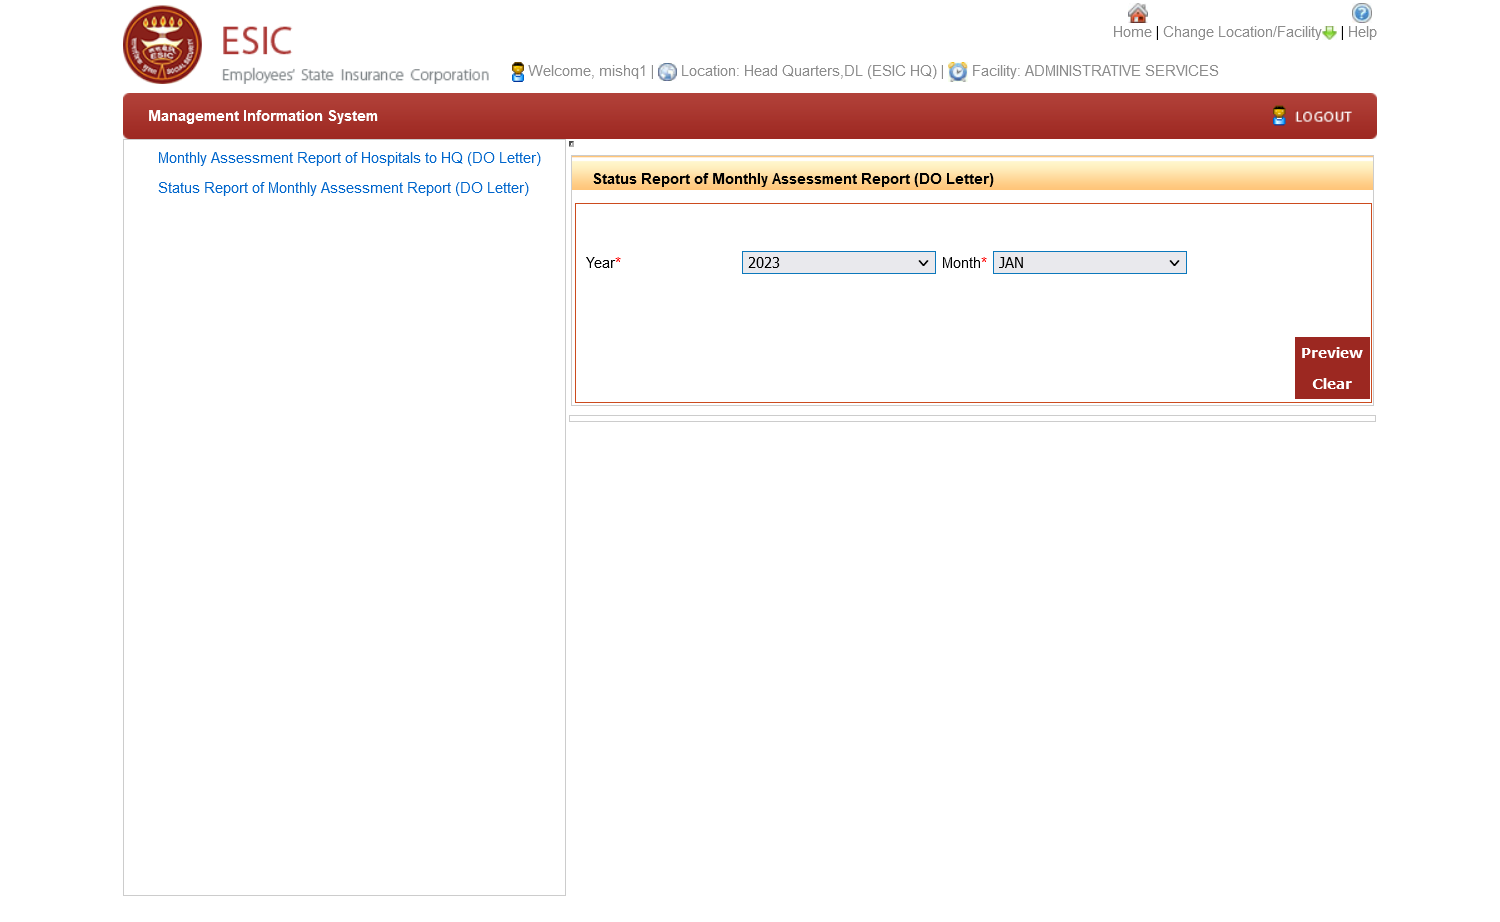 Home | Change Location/Facility | Help
ESIC
Employees' State Insurance Corporation
Welcome, mishq1 | Location: Head Quarters,DL (ESIC HQ) | Facility: ADMINISTRATIVE SERVICES
Management Information System
LOGOUT
Monthly Assessment Report of Hospitals to HQ (DO Letter)
Status Report of Monthly Assessment Report (DO Letter)
Status Report of Monthly Assessment Report (DO Letter)
Year* 2023 Month* JAN
Preview
Clear